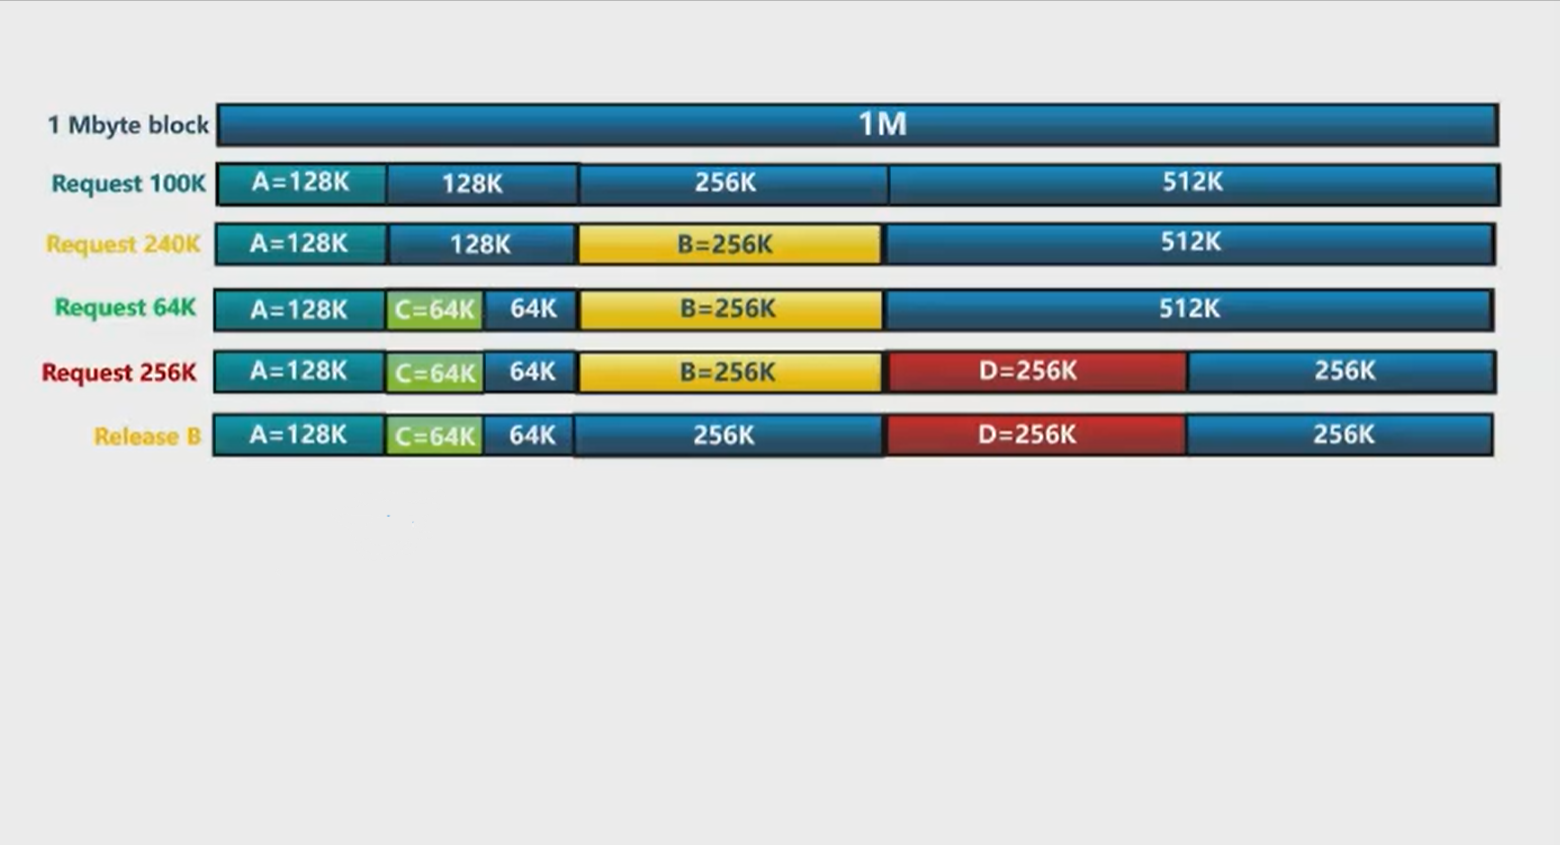 1 Mbyte block 1M
Request 100K A=128K 128K 256K 512K
Request 240K A=128K 128K B=256K 512K
Request 64K A=128K C=64K 64K B=256K 512K
Request 256K A=128K C=64K 64K B=256K D=256K 256K
Release B A=128K C=64K 64K 256K D=256K 256K